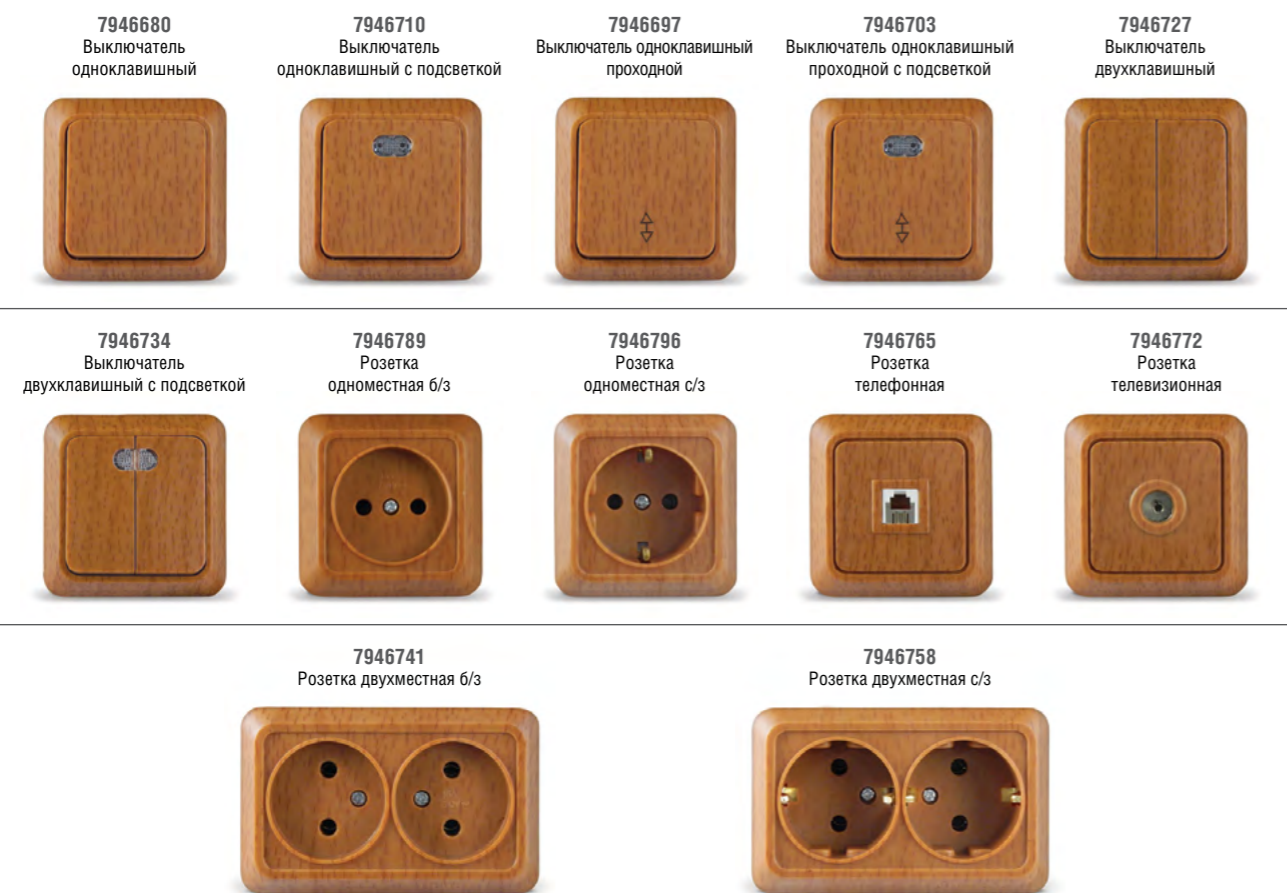 7946680
Выключатель
одноклавишный
7946710
Выключатель
одноклавишный с подсветкой
7946697
Выключатель одноклавишный
проходной
7946703
Выключатель одноклавишный
проходной с подсветкой
7946727
Выключатель
двухклавишный
7946734
Выключатель
двухклавишный с подсветкой
7946789
Розетка
одноместная б/з
7946796
Розетка
одноместная с/з
7946765
Розетка
телефонная
7946772
Розетка
телевизионная
7946741
Розетка двухместная б/з
7946758
Розетка двухместная с/з